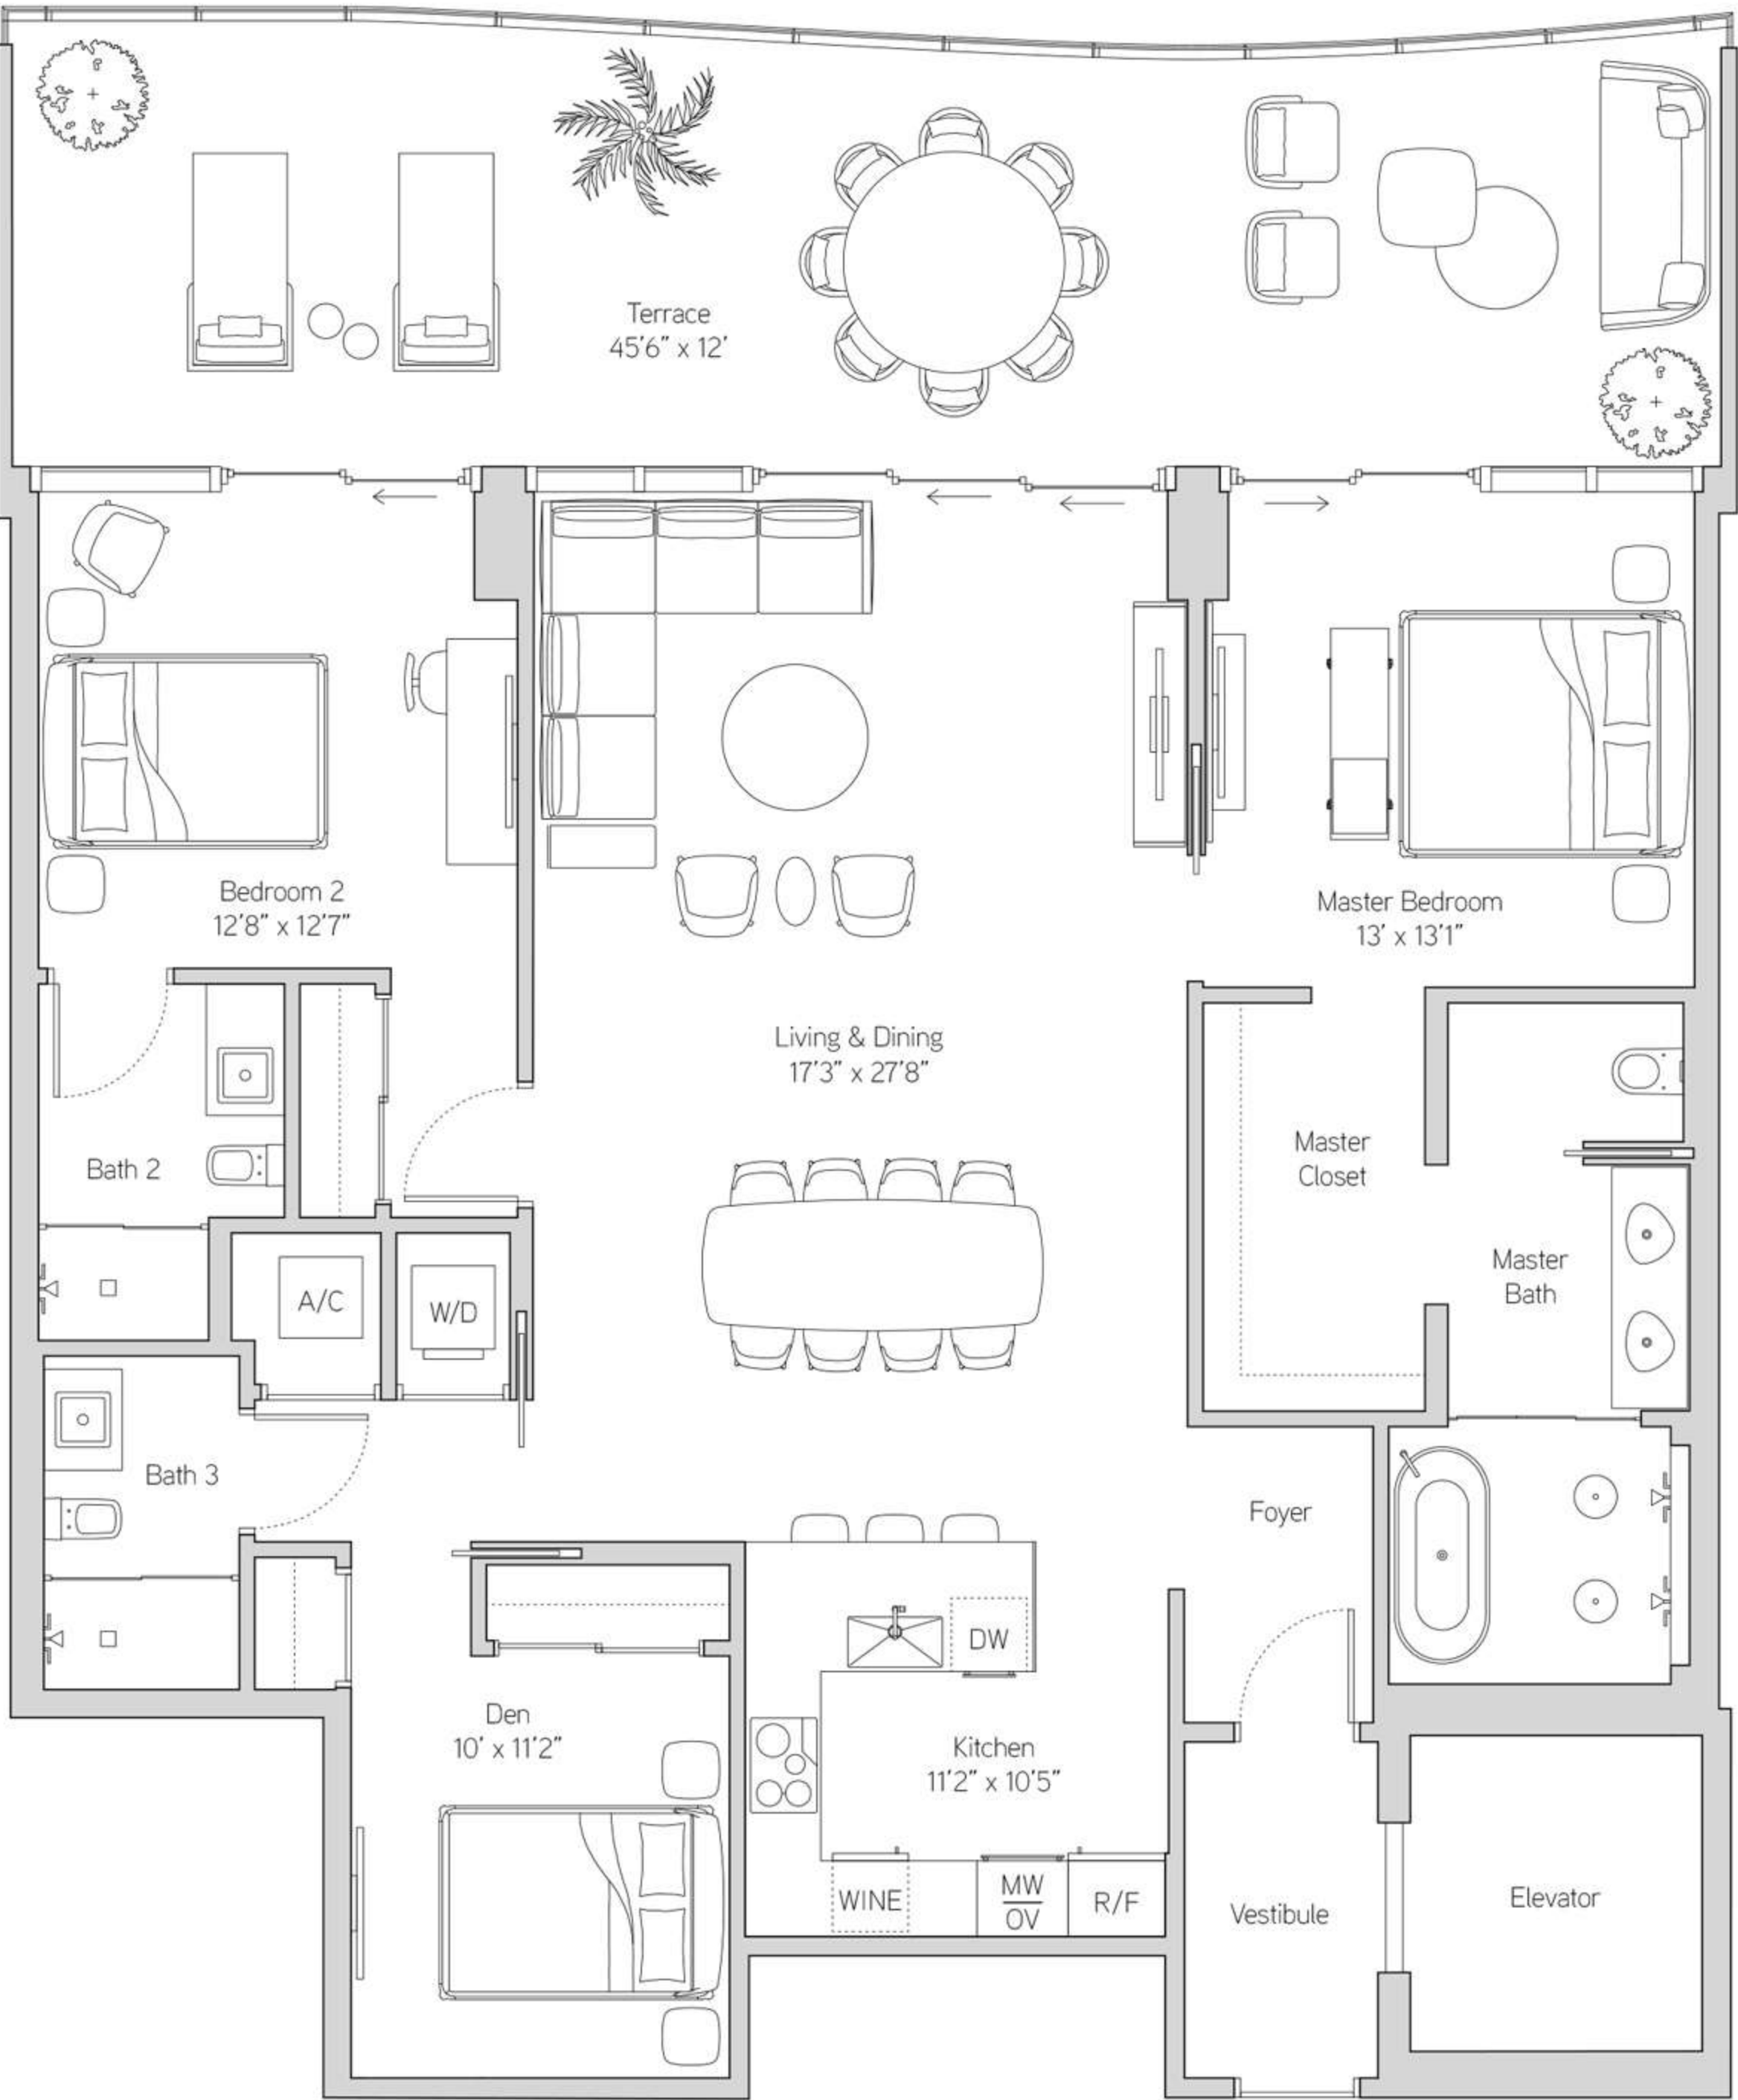 Terrace
45'6" x 12'
Bedroom 2
12'8" x 12'7"
Master Bedroom
13' x 13'1"
Living & Dining
17'3" x 27'8"
Master
Closet
Bath 2
Master
Bath
A/C
W/D
Bath 3
Foyer
DW
Den
10' x 11'2"
Kitchen
11'2" x 10'5"
WINE
MW
OV
R/F
Vestibule
Elevator